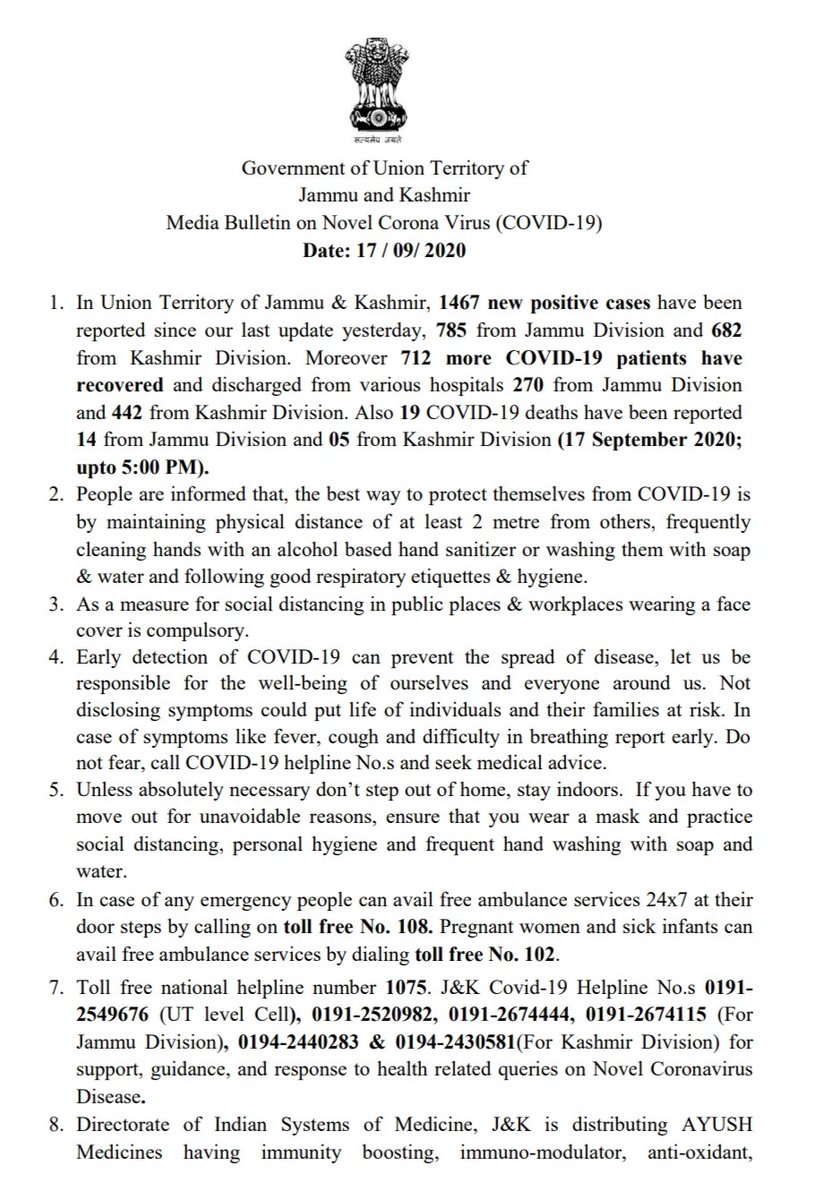 सत्यमेव जयते
Government of Union Territory of
Jammu and Kashmir
Media Bulletin on Novel Corona Virus (COVID-19)
Date: 17 / 09/ 2020
1. In Union Territory of Jammu & Kashmir, 1467 new positive cases have been
reported since our last update yesterday, 785 from Jammu Division and 682
from Kashmir Division. Moreover 712 more COVID-19 patients have
recovered and discharged from various hospitals 270 from Jammu Division
and 442 from Kashmir Division. Also 19 COVID-19 deaths have been reported
14 from Jammu Division and 05 from Kashmir Division (17 September 2020;
upto 5:00 PM).
2. People are informed that, the best way to protect themselves from COVID-19 is
by maintaining physical distance of at least 2 metre from others, frequently
cleaning hands with an alcohol based hand sanitizer or washing them with soap
& water and following good respiratory etiquettes & hygiene.
3. As a measure for social distancing in public places & workplaces wearing a face
cover is compulsory.
4. Early detection of COVID-19 can prevent the spread of disease, let us be
responsible for the well-being of ourselves and everyone around us. Not
disclosing symptoms could put life of individuals and their families at risk. In
case of symptoms like fever, cough and difficulty in breathing report early. Do
not fear, call COVID-19 helpline No.s and seek medical advice.
5. Unless absolutely necessary don’t step out of home, stay indoors. If you have to
move out for unavoidable reasons, ensure that you wear a mask and practice
social distancing, personal hygiene and frequent hand washing with soap and
water.
6. In case of any emergency people can avail free ambulance services 24x7 at their
door steps by calling on toll free No. 108. Pregnant women and sick infants can
avail free ambulance services by dialing toll free No. 102.
7. Toll free national helpline number 1075. J&K Covid-19 Helpline No.s 0191-
2549676 (UT level Cell), 0191-2520982, 0191-2674444, 0191-2674115 (For
Jammu Division), 0194-2440283 & 0194-2430581(For Kashmir Division) for
support, guidance, and response to health related queries on Novel Coronavirus
Disease.
8. Directorate of Indian Systems of Medicine, J&K is distributing AYUSH
Medicines having immunity boosting, immuno-modulator, anti-oxidant,